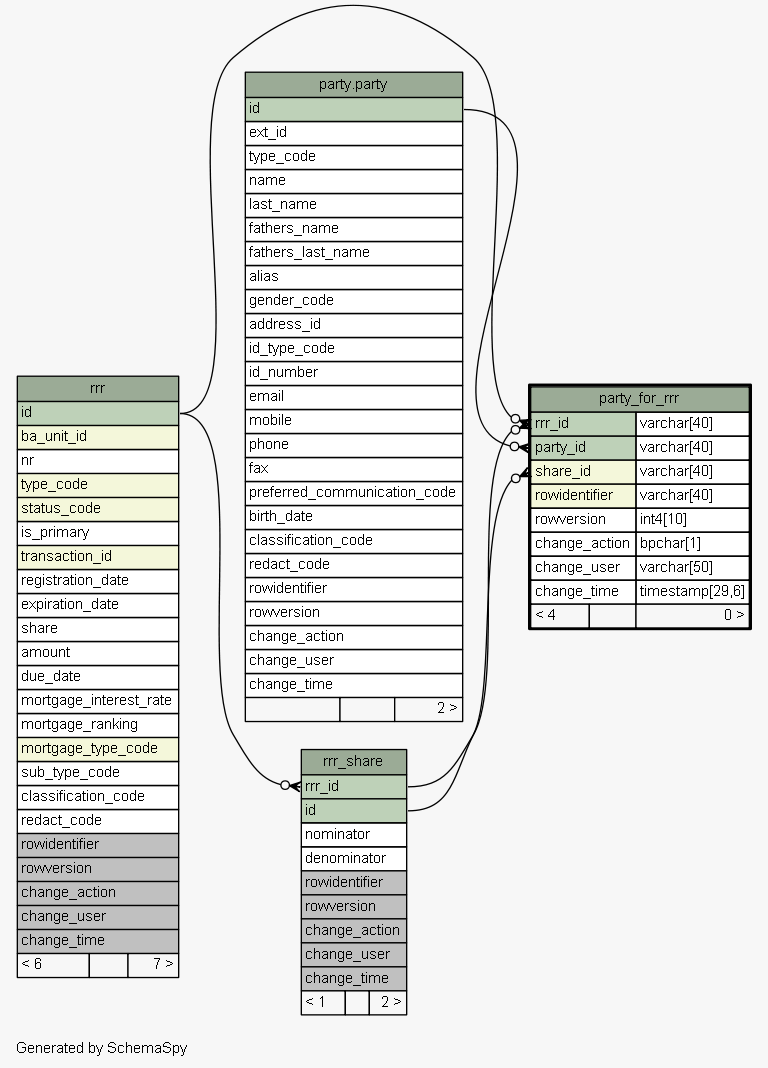 party.party
id
ext_id
type_code
name
last_name
fathers_name
fathers_last_name
alias
gender_code
address_id
id_type_code
id_number
email
mobile
phone
fax
preferred_communication_code
birth_date
classification_code
redact_code
rowidentifier
rowversion
change_action
change_user
change_time
2 >
rrr
id
ba_unit_id
nr
type_code
status_code
is_primary
transaction_id
registration_date
expiration_date
share
amount
due_date
mortgage_interest_rate
mortgage_ranking
mortgage_type_code
sub_type_code
classification_code
redact_code
rowidentifier
rowversion
change_action
change_user
change_time
< 6 7 >
party_for_rrr
rrr_id varchar[40]
party_id varchar[40]
share_id varchar[40]
rowidentifier varchar[40]
rowversion int4[10]
change_action bpchar[1]
change_user varchar[50]
change_time timestamp[29,6]
< 4 0 >
rrr_share
rrr_id
id
nominator
denominator
rowidentifier
rowversion
change_action
change_user
change_time
< 1 2 >
Generated by SchemaSpy